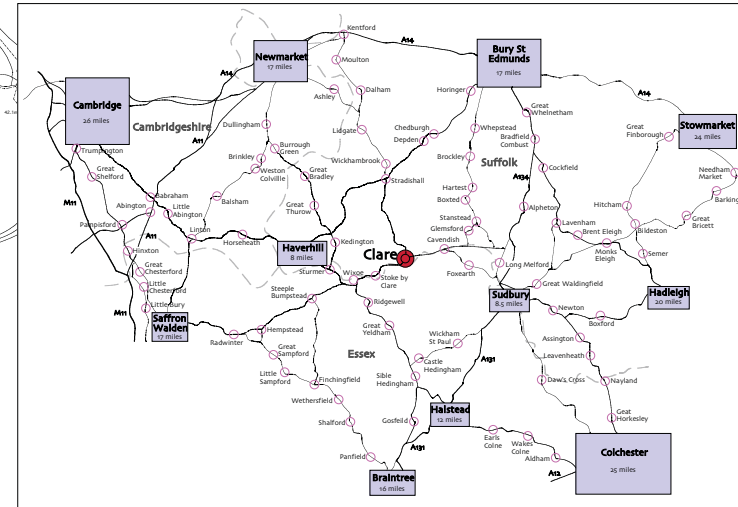 Kentford
A14
Newmarket
17 miles
Bury St
Edmunds
17 miles
A14
Moulton
Ashley
Dalham
Horinger
A14
Cambridge
26 miles
Cambridgeshire
Dullingham
Lidgate
Chedburgh
Depden
Whepstead
Great
Whelnetham
Bradfield
Combust
Great
Finborough
Stowmarket
24 miles
A11
Trumpington
Great
Shelford
Burrough
Green
Brinkley
Weston
Colville
Great
Bradley
Wickhambrook
Stradishall
Brockley
Suffolk
Cockfield
A134
Needham
Market
Barking
M11
Babraham
Abington
Little
Abington
Balsham
Great
Thurow
Hartest
Boxted
Stanstead
Glemsford
Cavendish
Alpheton
Lavenham
Brent Eleigh
Monks
Eleigh
Hitcham
Bildeston
Great
Bricett
Semer
Pampisford
A11
Linton
Horseheath
Haverhill
8 miles
Kedington
Clare
Hinxton
Great
Chesterford
Little
Chesterford
Littlebury
M11
Sturmer
Wixoe
Stoke by
Clare
Foxearth
Long Melford
Great Waldingfield
Sudbury
8.5 miles
Hadleigh
20 miles
Saffron
Walden
17 miles
Steeple
Bumpstead
Ridgewell
Newton
Boxford
Radwinter
Hempstead
Great
Sampford
Little
Sampford
Great
Yeldham
Essex
Wickham
St Paul
Castle
Hedingham
Sible
Hedingham
A131
Assington
Leavenheath
Finchingfield
Wethersfield
Shalford
Panfield
Daw's Cross
Nayland
Great
Horkesley
Gosfeild
Halstead
12 miles
A131
Earls
Colne
Wakes
Colne
Aldham
A12
Colchester
25 miles
Braintree
16 miles